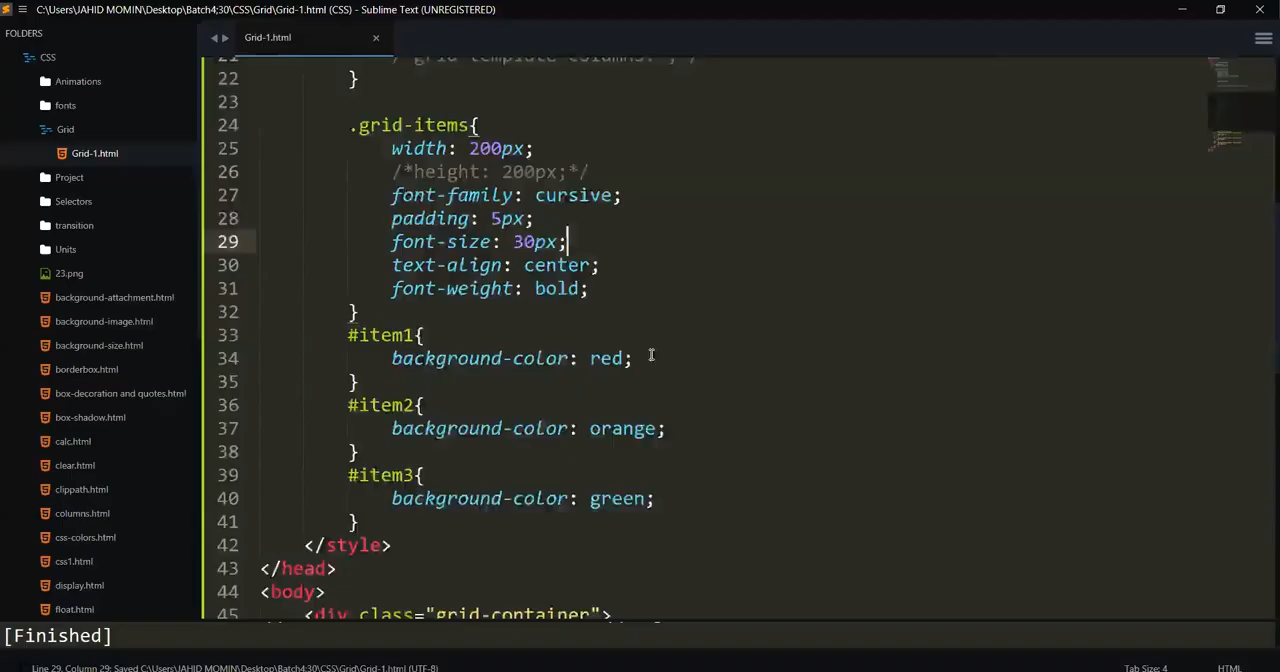 C:\Users\JAHID MOMIN\Desktop\Batch4;30\CSS\Grid\Grid-1.html (CSS) - Sublime Text (UNREGISTERED)
FOLDERS
CSS
Animations
fonts
Grid
Grid-1.html
Project
Selectors
transition
Units
23.png
background-attachment.html
background-image.html
background-size.html
borderbox.html
box-decoration and quotes.html
box-shadow.html
calc.html
clear.html
clippath.html
columns.html
css-colors.html
css1.html
display.html
float.html
Grid-1.html
21 /*grid-template-columns: ;*/
22 }
23
24 .grid-items{
25 width: 200px;
26 /*height: 200px;*/
27 font-family: cursive;
28 padding: 5px;
29 font-size: 30px;
30 text-align: center;
31 font-weight: bold;
32 }
33 #item1{
34 background-color: red;
35 }
36 #item2{
37 background-color: orange;
38 }
39 #item3{
40 background-color: green;
41 }
42 </style>
43 </head>
44 <body>
45 <div class="grid-container">
[Finished]
Line 29, Column 29; Saved C:\Users\JAHID MOMIN\Desktop\Batch4;30\CSS\Grid\Grid-1.html (UTF-8)
Tab Size: 4
HTML